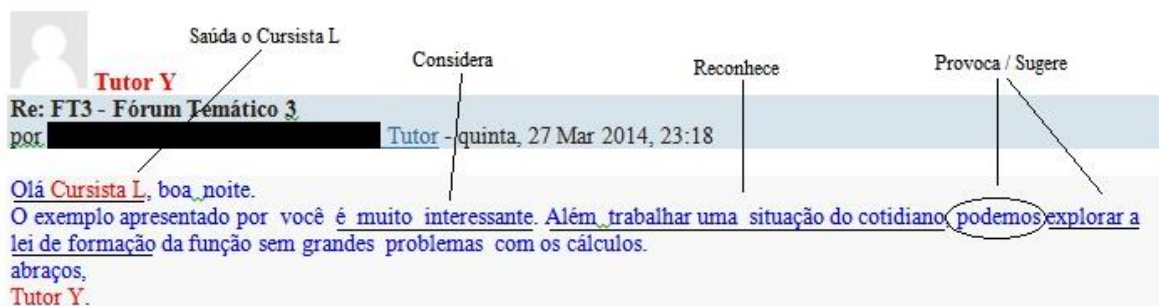 Saúda o Cursista L
Considera
Reconhece
Provoca / Sugere
Tutor Y
Re: FT3 - Fórum Temático 3
por Tutor - quinta, 27 Mar 2014, 23:18
Olá Cursista L, boa noite.
O exemplo apresentado por você é muito interessante. Além trabalhar uma situação do cotidiano, podemos explorar a
lei de formação da função sem grandes problemas com os cálculos.
abraços,
Tutor Y.